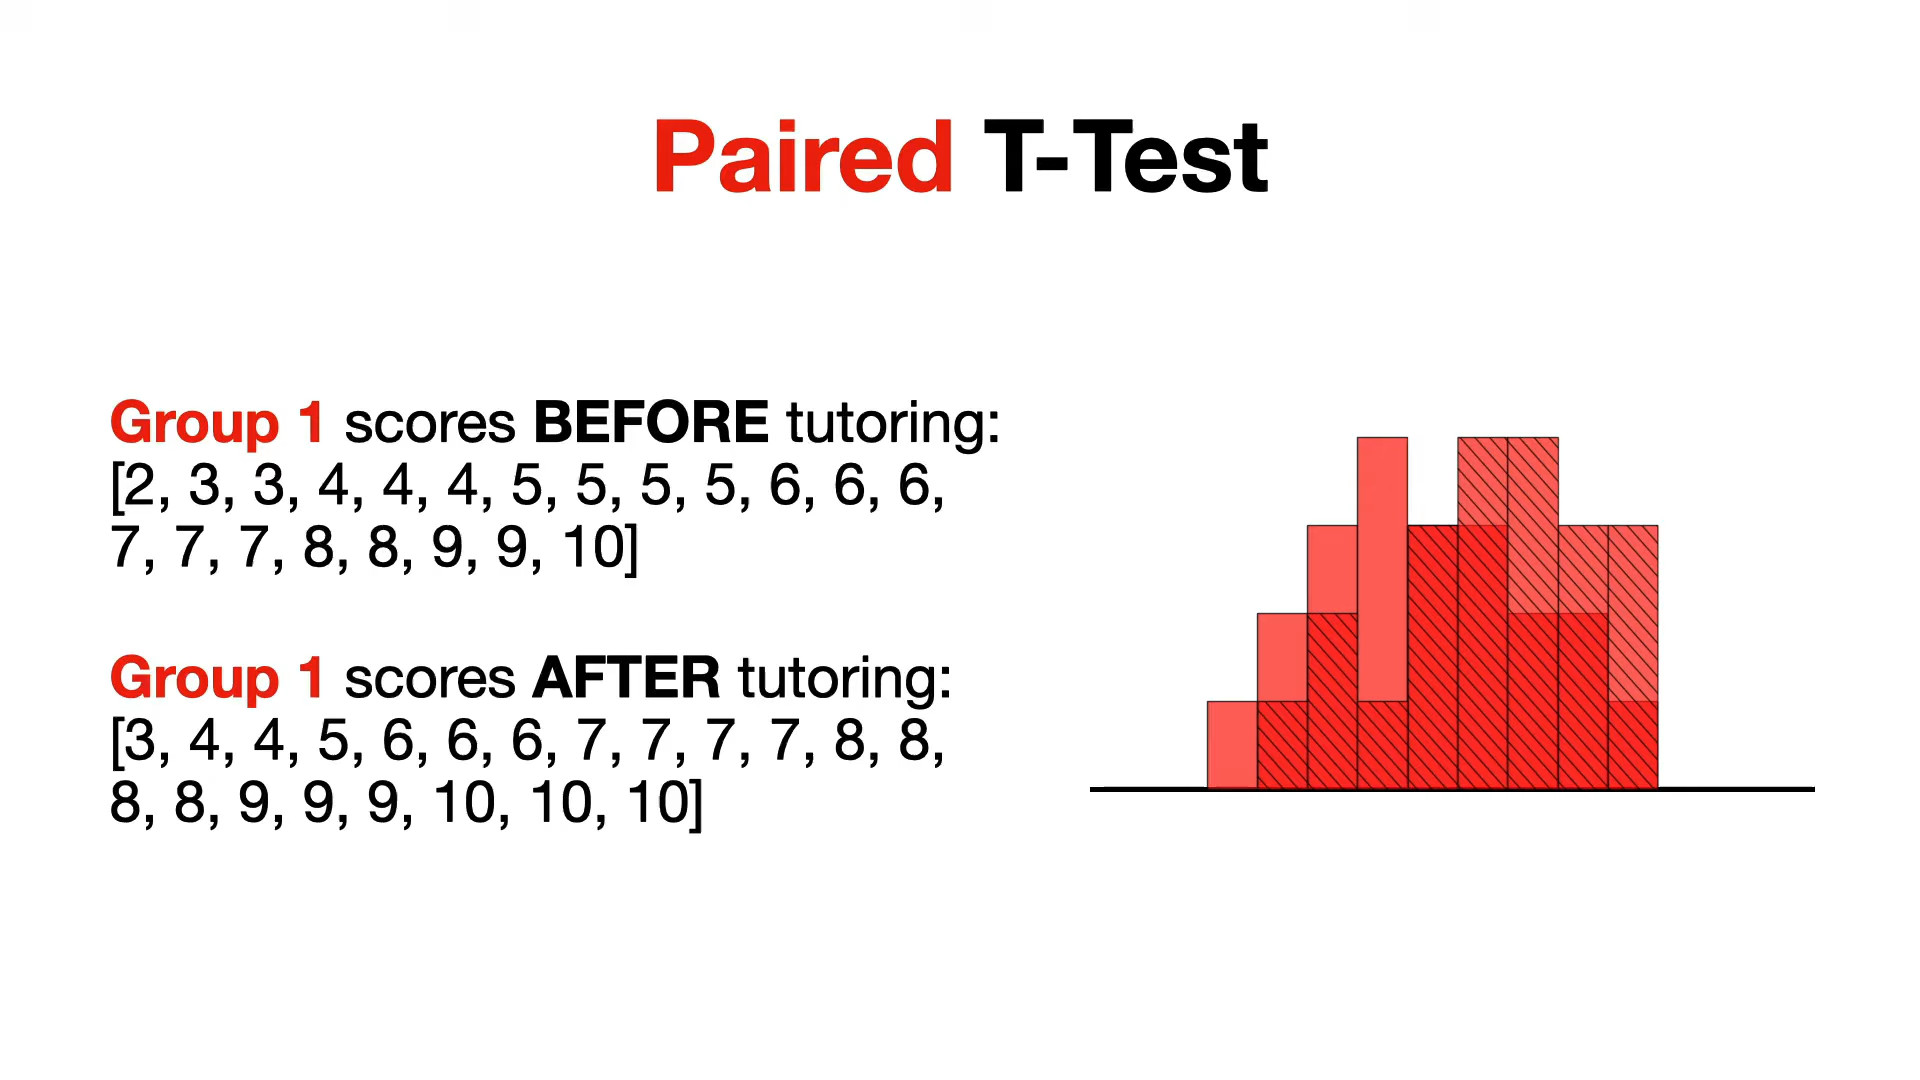 Paired T-Test
Group 1 scores BEFORE tutoring:
[2, 3, 3, 4, 4, 4, 5, 5, 5, 5, 6, 6, 6,
7, 7, 7, 8, 8, 9, 9, 10]
Group 1 scores AFTER tutoring:
[3, 4, 4, 5, 6, 6, 6, 7, 7, 7, 7, 8, 8,
8, 8, 9, 9, 9, 10, 10, 10]